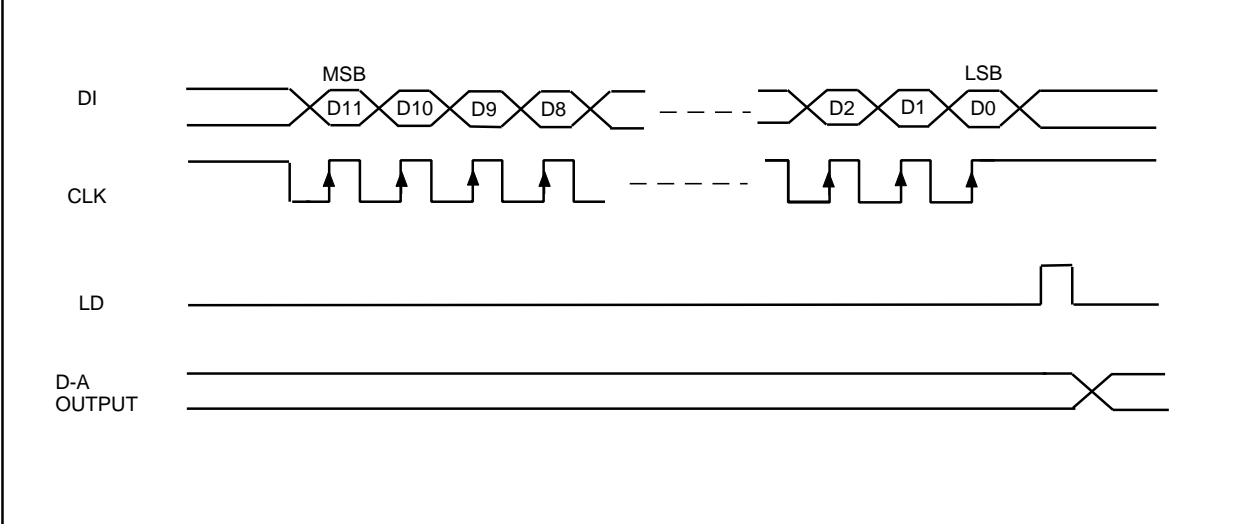 MSB
LSB
DI
D11 D10 D9 D8 D2 D1 D0
CLK
LD
D-A
OUTPUT